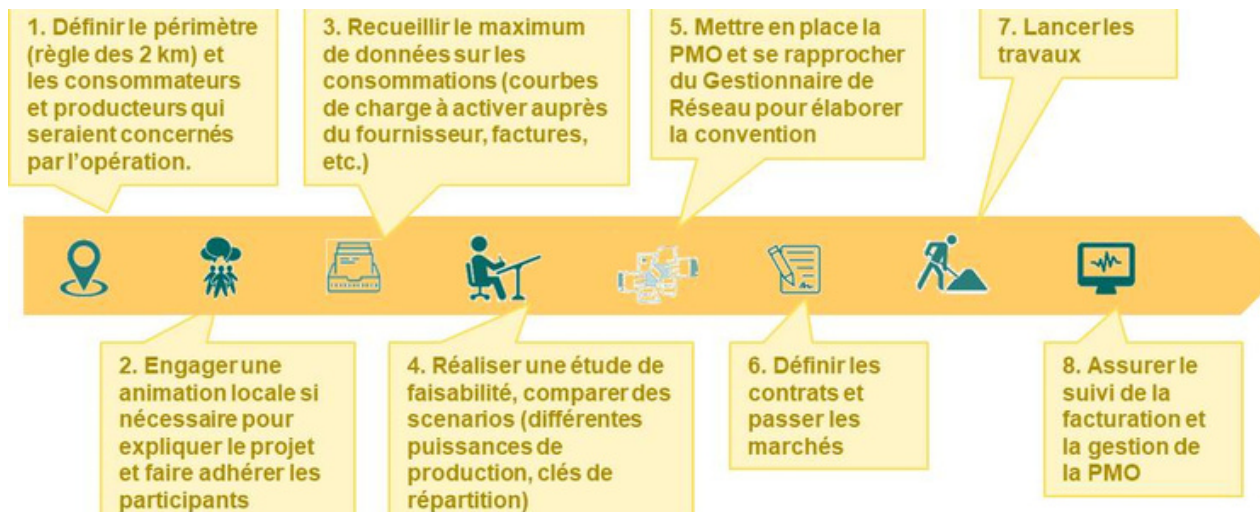 1. Définir le périmètre
(règle des 2 km) et
les consommateurs
et producteurs qui
seraient concernés
par l'opération.
2. Engager une
animation locale si
nécessaire pour
expliquer le projet
et faire adhérer les
participants
3. Recueillir le maximum
de données sur les
consommations (courbes
de charge à activer auprès
du fournisseur, factures,
etc.)
4. Réaliser une étude de
faisabilité, comparer des
scenarios (différentes
puissances de
production, clés de
répartition)
5. Mettre en place la
PMO et se rapprocher
du Gestionnaire de
Réseau pour élaborer
la convention
6. Définir les
contrats et
passer les
marchés
7. Lancer les
travaux
8. Assurer le
suivi de la
facturation et
la gestion de
la PMO